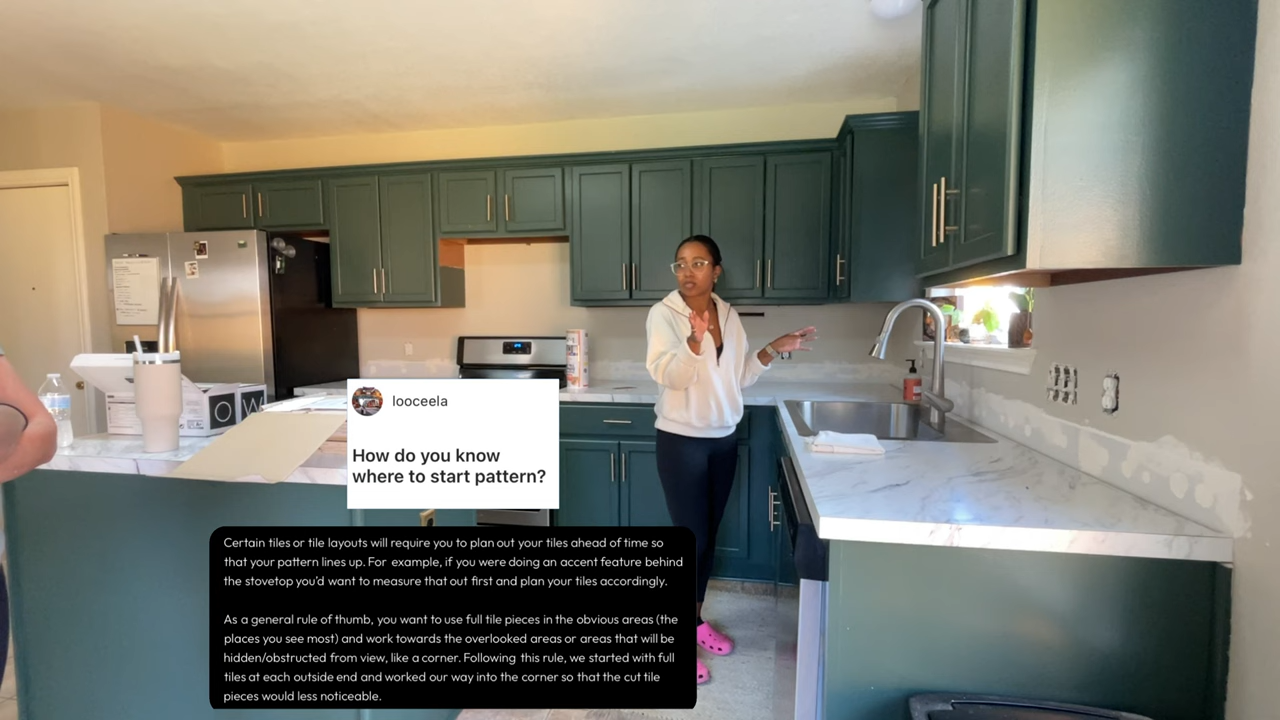 looceela
How do you know
where to start pattern?
Certain tiles or tile layouts will require you to plan out your tiles ahead of time so
that your pattern lines up. For example, if you were doing an accent feature behind
the stovetop you'd want to measure that out first and plan your tiles accordingly.
As a general rule of thumb, you want to use full tile pieces in the obvious areas (the
places you see most) and work towards the overlooked areas or areas that will be
hidden/obstructed from view, like a corner. Following this rule, we started with full
tiles at each outside end and worked our way into the corner so that the cut tile
pieces would less noticeable.
OW